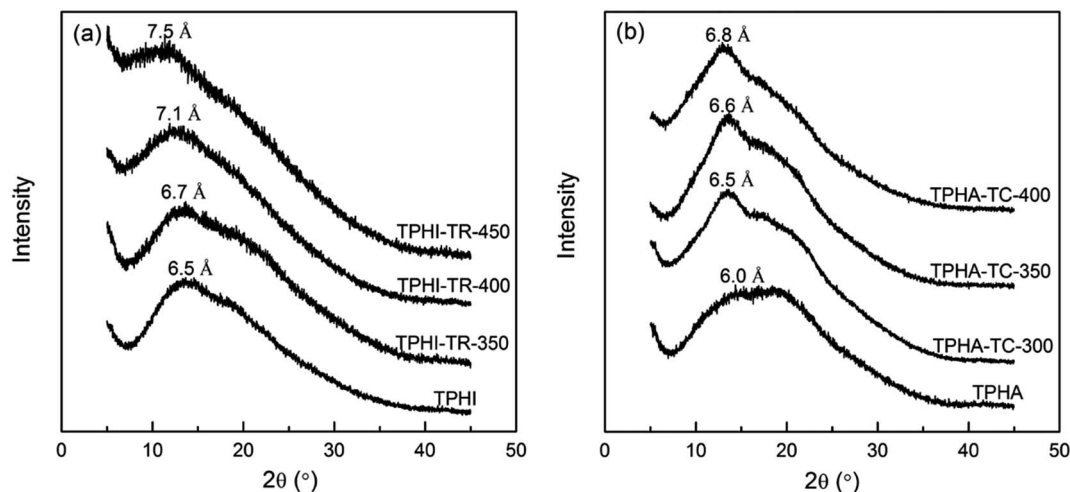 (a)
7.5 Å
7.1 Å
6.7 Å
6.5 Å
TPHI-TR-450
TPHI-TR-400
TPHI-TR-350
TPHI
Intensity
0 10 20 30 40 50
2θ (°)
(b)
6.8 Å
6.6 Å
6.5 Å
6.0 Å
TPHA-TC-400
TPHA-TC-350
TPHA-TC-300
TPHA
Intensity
0 10 20 30 40 50
2θ (°)